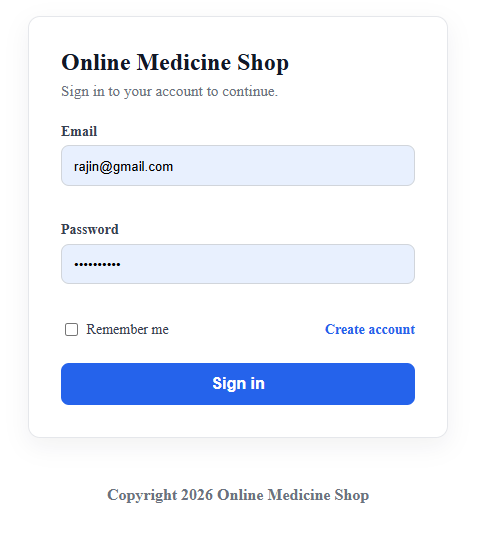 Online Medicine Shop
Sign in to your account to continue.
Email
rajin@gmail.com
Password
••••••••••
Remember me Create account
Sign in
Copyright 2026 Online Medicine Shop